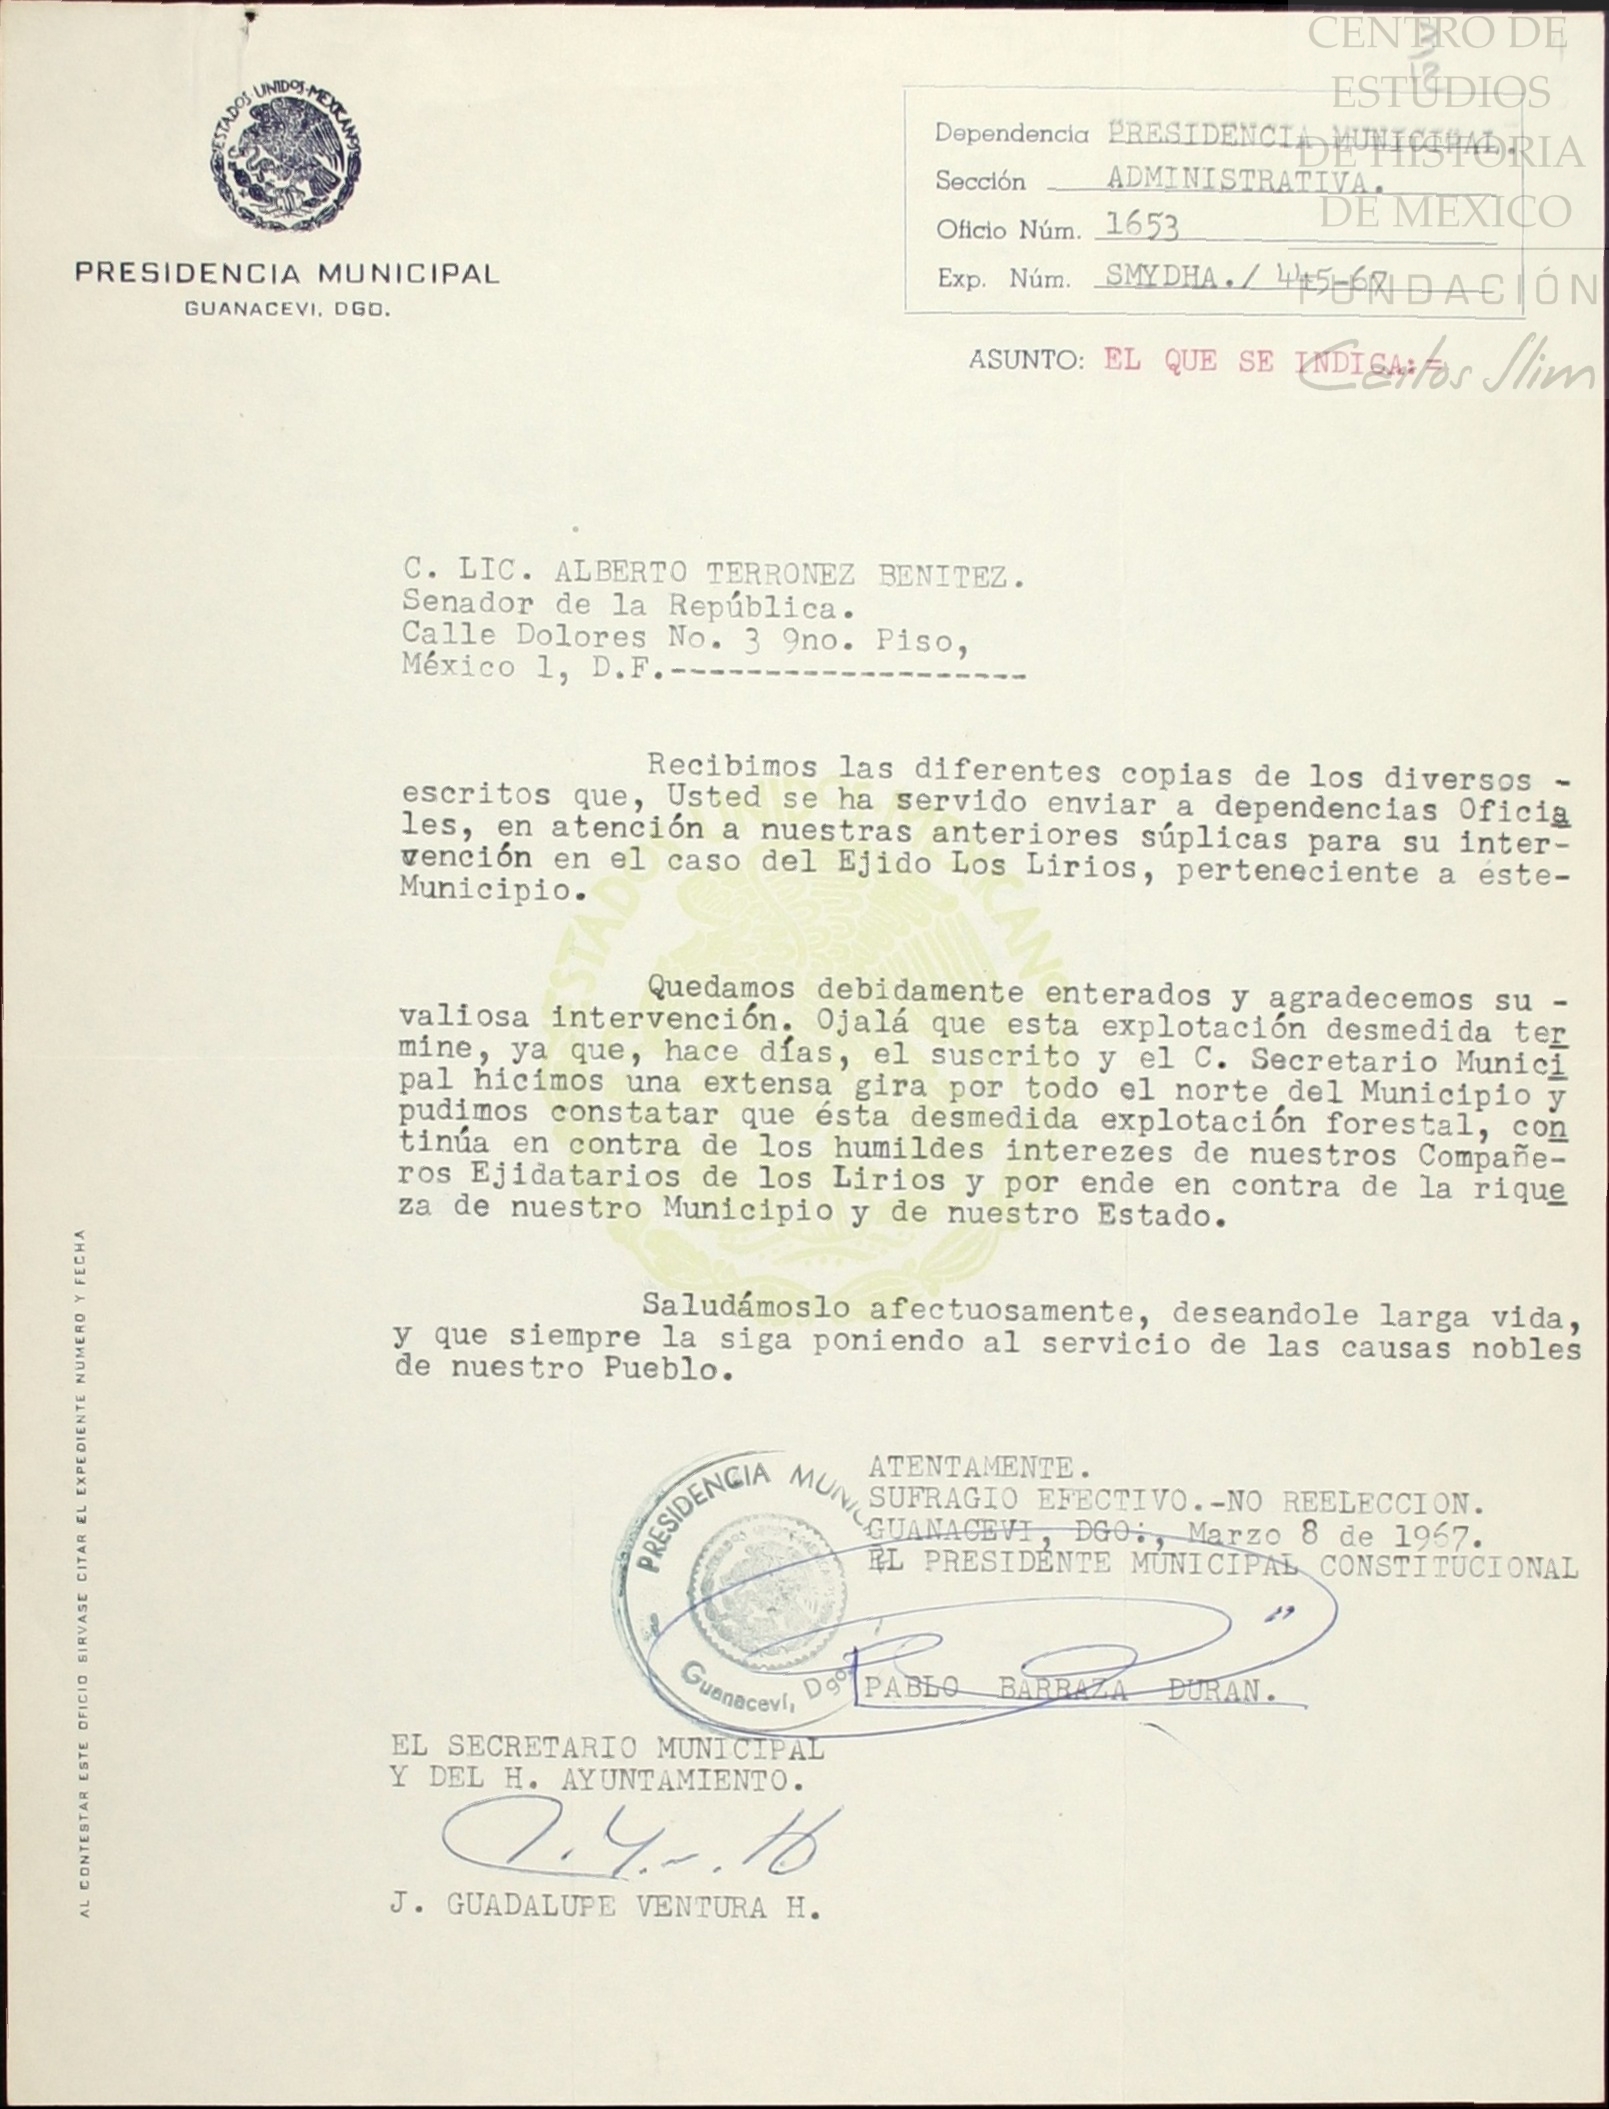 CENTRO DE
ESTUDIOS
DE HISTORIA
DE MEXICO
FUNDACIÓN
Carlos Slim
ESTADOS UNIDOS MEXICANOS
PRESIDENCIA MUNICIPAL
GUANACEVI, DGO.
Dependencia PRESIDENCIA MUNICIPAL.
Sección ADMINISTRATIVA.
Oficio Núm. 1653
Exp. Núm. SMYDHA./ 445-67
ASUNTO: EL QUE SE INDICA:=
C. LIC. ALBERTO TERRONEZ BENITEZ.
Senador de la República.
Calle Dolores No. 3 9no. Piso,
México 1, D.F.-------------------
Recibimos las diferentes copias de los diversos -
escritos que, Usted se ha servido enviar a dependencias Oficia
les, en atención a nuestras anteriores súplicas para su inter-
vención en el caso del Ejido Los Lirios, perteneciente a éste-
Municipio.
Quedamos debidamente enterados y agradecemos su -
valiosa intervención. Ojalá que esta explotación desmedida ter
mine, ya que, hace días, el suscrito y el C. Secretario Munici
pal hicimos una extensa gira por todo el norte del Municipio y
pudimos constatar que ésta desmedida explotación forestal, con
tinúa en contra de los humildes interezes de nuestros Compañe-
ros Ejidatarios de los Lirios y por ende en contra de la rique
za de nuestro Municipio y de nuestro Estado.
Saludámoslo afectuosamente, deseandole larga vida,
y que siempre la siga poniendo al servicio de las causas nobles
de nuestro Pueblo.
ATENTAMENTE.
SUFRAGIO EFECTIVO.-NO REELECCION.
GUANACEVI, DGO:, Marzo 8 de 1967.
EL PRESIDENTE MUNICIPAL CONSTITUCIONAL
PRESIDENCIA MUNIC
Guanaceví, Dgo.
PABLO BARRAZA DURAN.
EL SECRETARIO MUNICIPAL
Y DEL H. AYUNTAMIENTO.
J. GUADALUPE VENTURA H.
AL CONTESTAR ESTE OFICIO SIRVASE CITAR EL EXPEDIENTE NUMERO Y FECHA